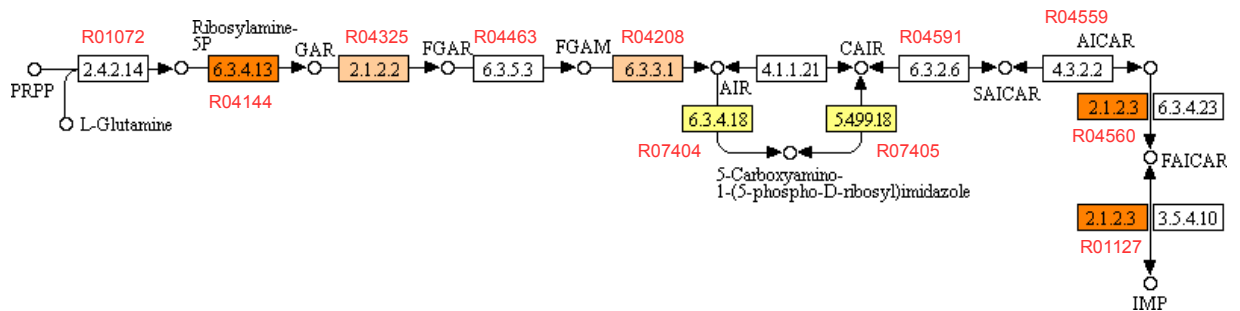 R01072
Ribosylamine-
5P
R04325
R04463
R04208
R04591
R04559
GAR
FGAR
FGAM
CAIR
AICAR
2.4.2.14
6.3.4.13
2.1.2.2
6.3.5.3
6.3.3.1
4.1.1.21
6.3.2.6
4.3.2.2
PRPP
R04144
AIR
SAICAR
L-Glutamine
6.3.4.18
5.4.99.18
2.1.2.3
6.3.4.23
R04560
R07404
R07405
FAICAR
5-Carboxyamino-
1-(5-phospho-D-ribosyl)imidazole
2.1.2.3
3.5.4.10
R01127
IMP